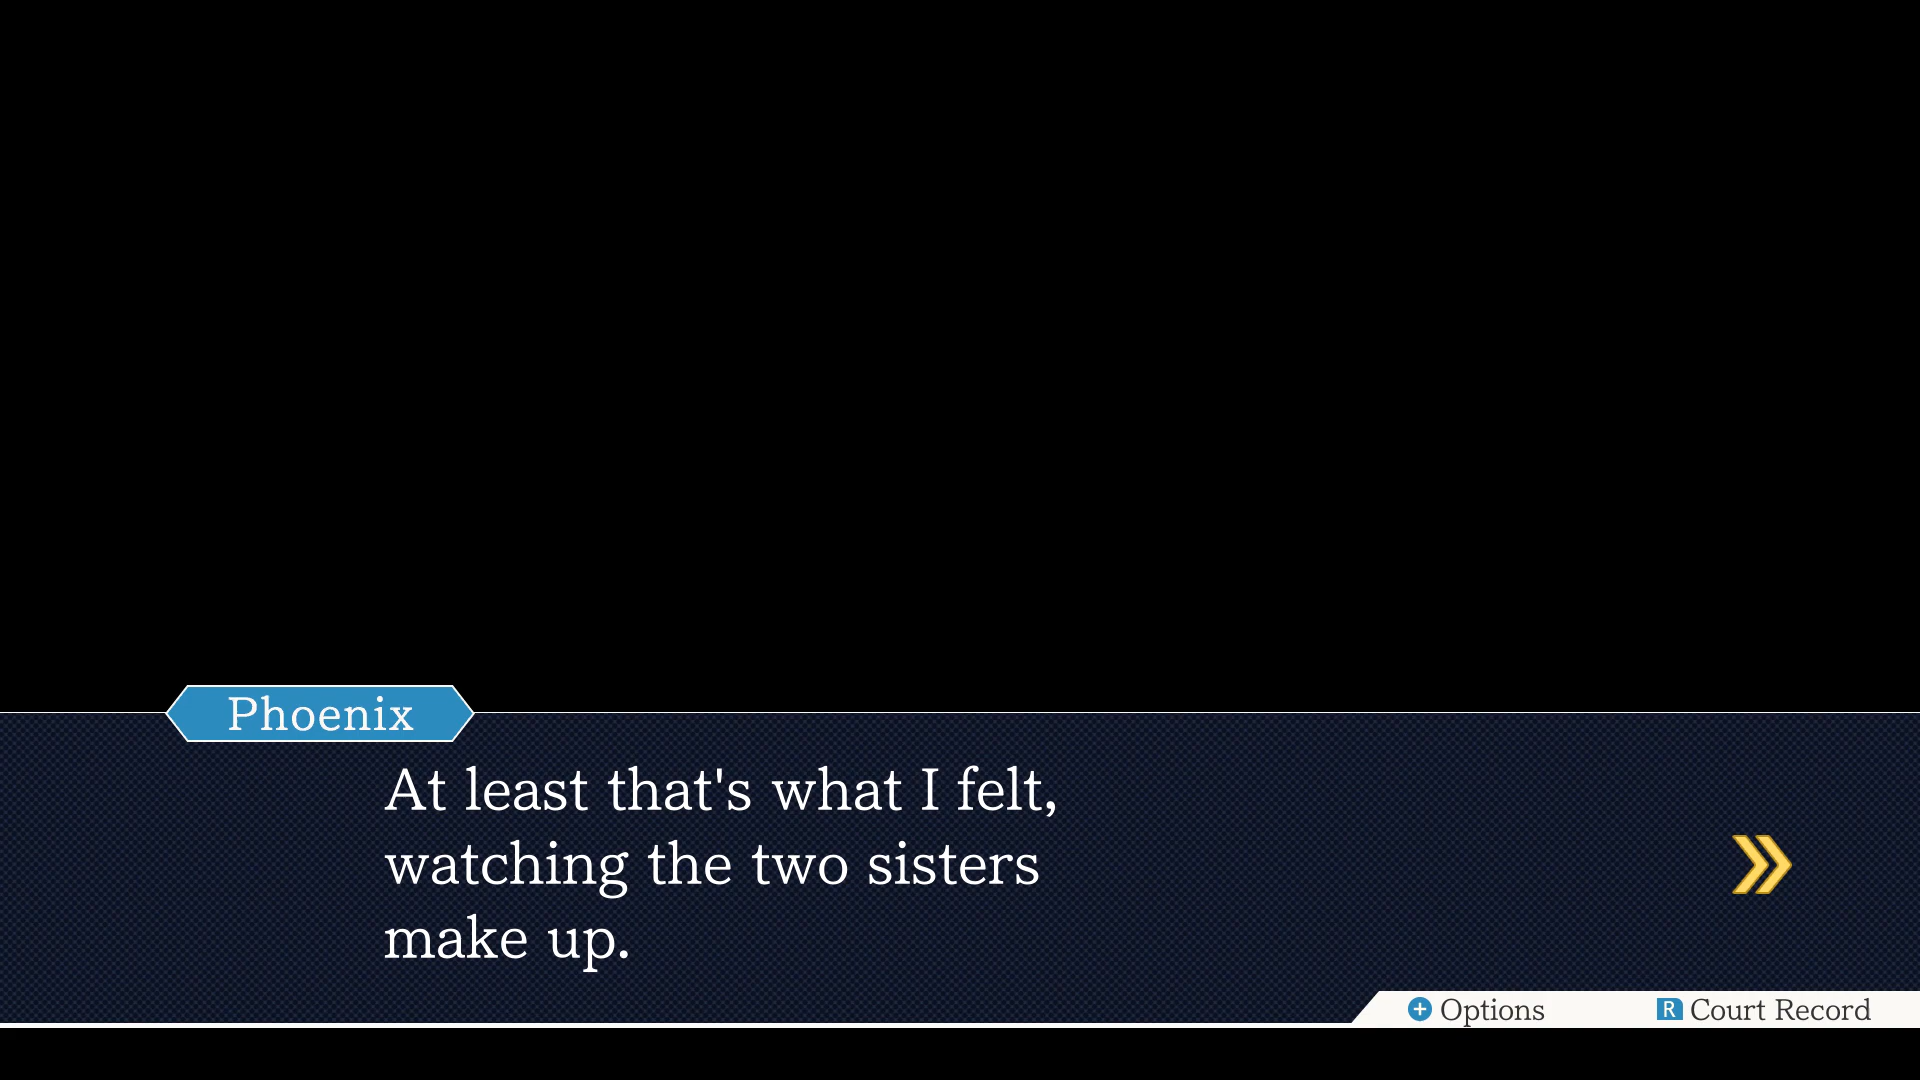 Phoenix
At least that's what I felt,
watching the two sisters
make up.
+ Options
R Court Record